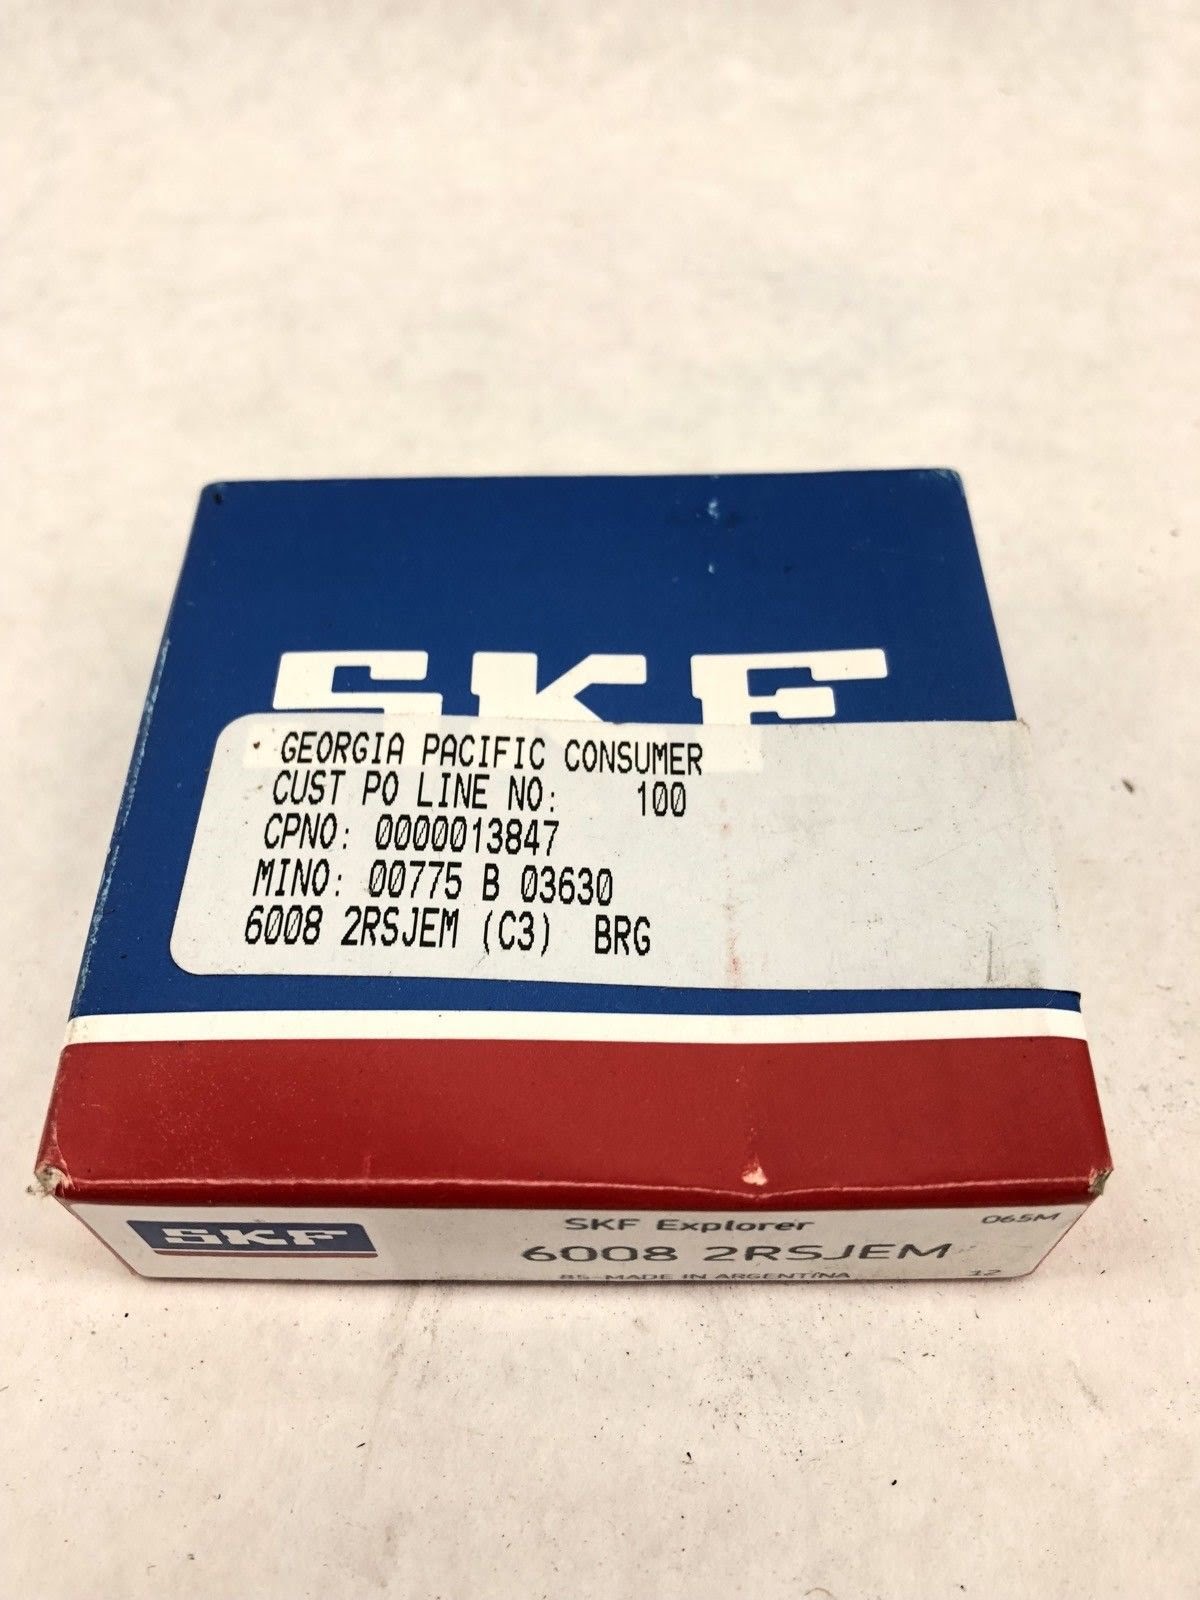 SKF
GEORGIA PACIFIC CONSUMER
CUST PO LINE NO: 100
CPNO: 0000013847
MINO: 00775 B 03630
6008 2RSJEM (C3) BRG
SKF
SKF Explorer
065M
6008 2RSJEM
85-MADE IN ARGENTINA
12